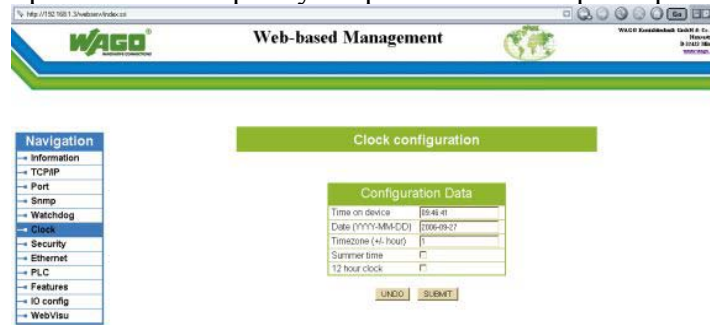 http://152.168.1.3/webserv/index.ssi
Go
WAGO
Web-based Management
Navigation
Information
TCP/IP
Port
Snmp
Watchdog
Clock
Security
Ethernet
PLC
Features
IO config
WebVisu
Clock configuration
Configuration Data
Time on device 09:46:41
Date (YYYY-MM-DD) 2006-09-27
Timezone (+/- hour) 1
Summer time
12 hour clock
UNDO SUBMIT